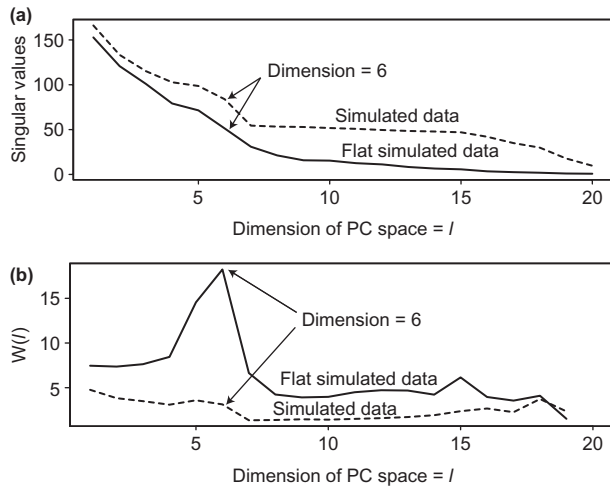 (a)
Singular values
150
100
50
0
Dimension = 6
Simulated data
Flat simulated data
5
10
15
20
Dimension of PC space = l
(b)
W(l)
15
10
5
Dimension = 6
Flat simulated data
Simulated data
5
10
15
20
Dimension of PC space = l